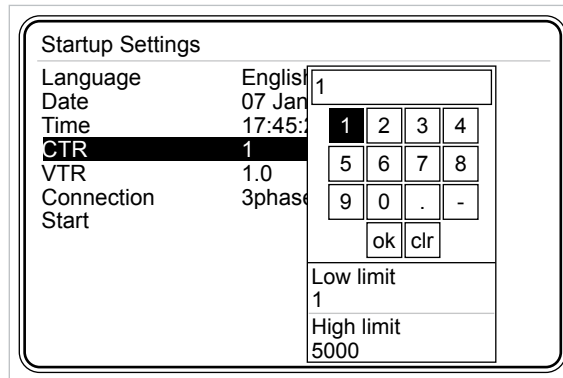 Startup Settings
Language English
Date 07 Jan
Time 17:45:
CTR 1
VTR 1.0
Connection 3phase
Start
1
1 2 3 4
5 6 7 8
9 0 . -
ok clr
Low limit
1
High limit
5000